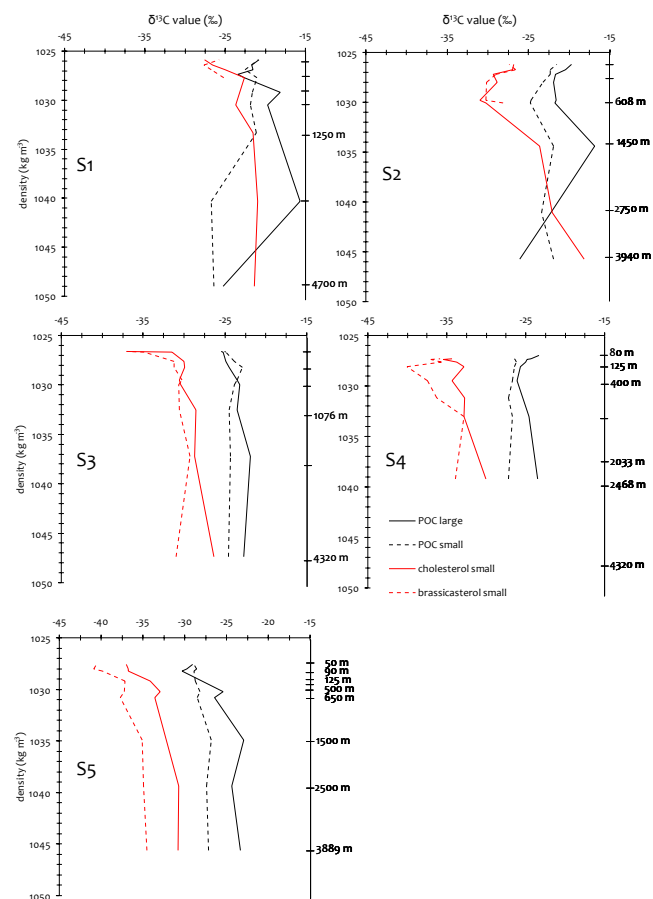 δ¹³C value (‰)
-45 -35 -25 -15
1025
1030
1035
1040
1045
1050
density (kg m³)
S1
1250 m
4700 m
δ¹³C value (‰)
-45 -35 -25 -15
1025
1030
1035
1040
1045
1050
S2
608 m
1450 m
2750 m
3940 m
-45 -35 -25 -15
1025
1030
1035
1040
1045
1050
density (kg m³)
S3
1076 m
4320 m
-45 -35 -25 -15
1025
1030
1035
1040
1045
1050
S4
80 m
125 m
400 m
2033 m
2468 m
4320 m
POC large
POC small
cholesterol small
brassicasterol small
-45 -40 -35 -30 -25 -20 -15
1025
1030
1035
1040
1045
1050
density (kg m³)
S5
50 m
90 m
125 m
500 m
650 m
1500 m
2500 m
3889 m